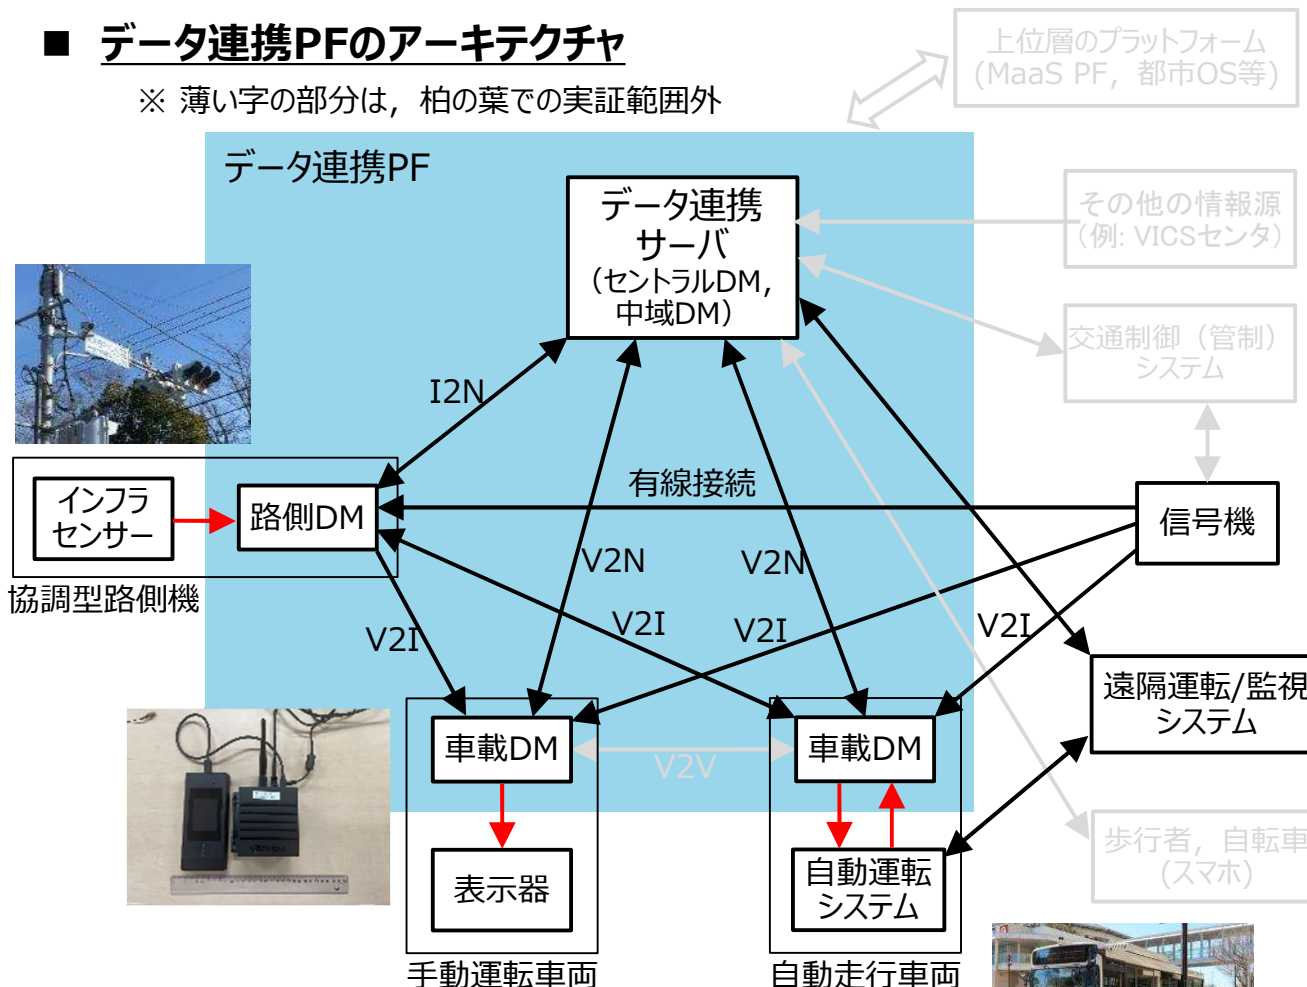 ■ データ連携PFのアーキテクチャ
※ 薄い字の部分は，柏の葉での実証範囲外
上位層のプラットフォーム
(MaaS PF，都市OS等)
データ連携PF
データ連携
サーバ
（セントラルDM，
中域DM）
その他の情報源
（例: VICSセンタ）
交通制御（管制）
システム
I2N
有線接続
インフラ
センサー
路側DM
信号機
協調型路側機
V2N
V2N
V2I
V2I
V2I
V2I
遠隔運転/監視
システム
車載DM
V2V
車載DM
歩行者，自転車
(スマホ)
表示器
自動運転
システム
手動運転車両
自動走行車両